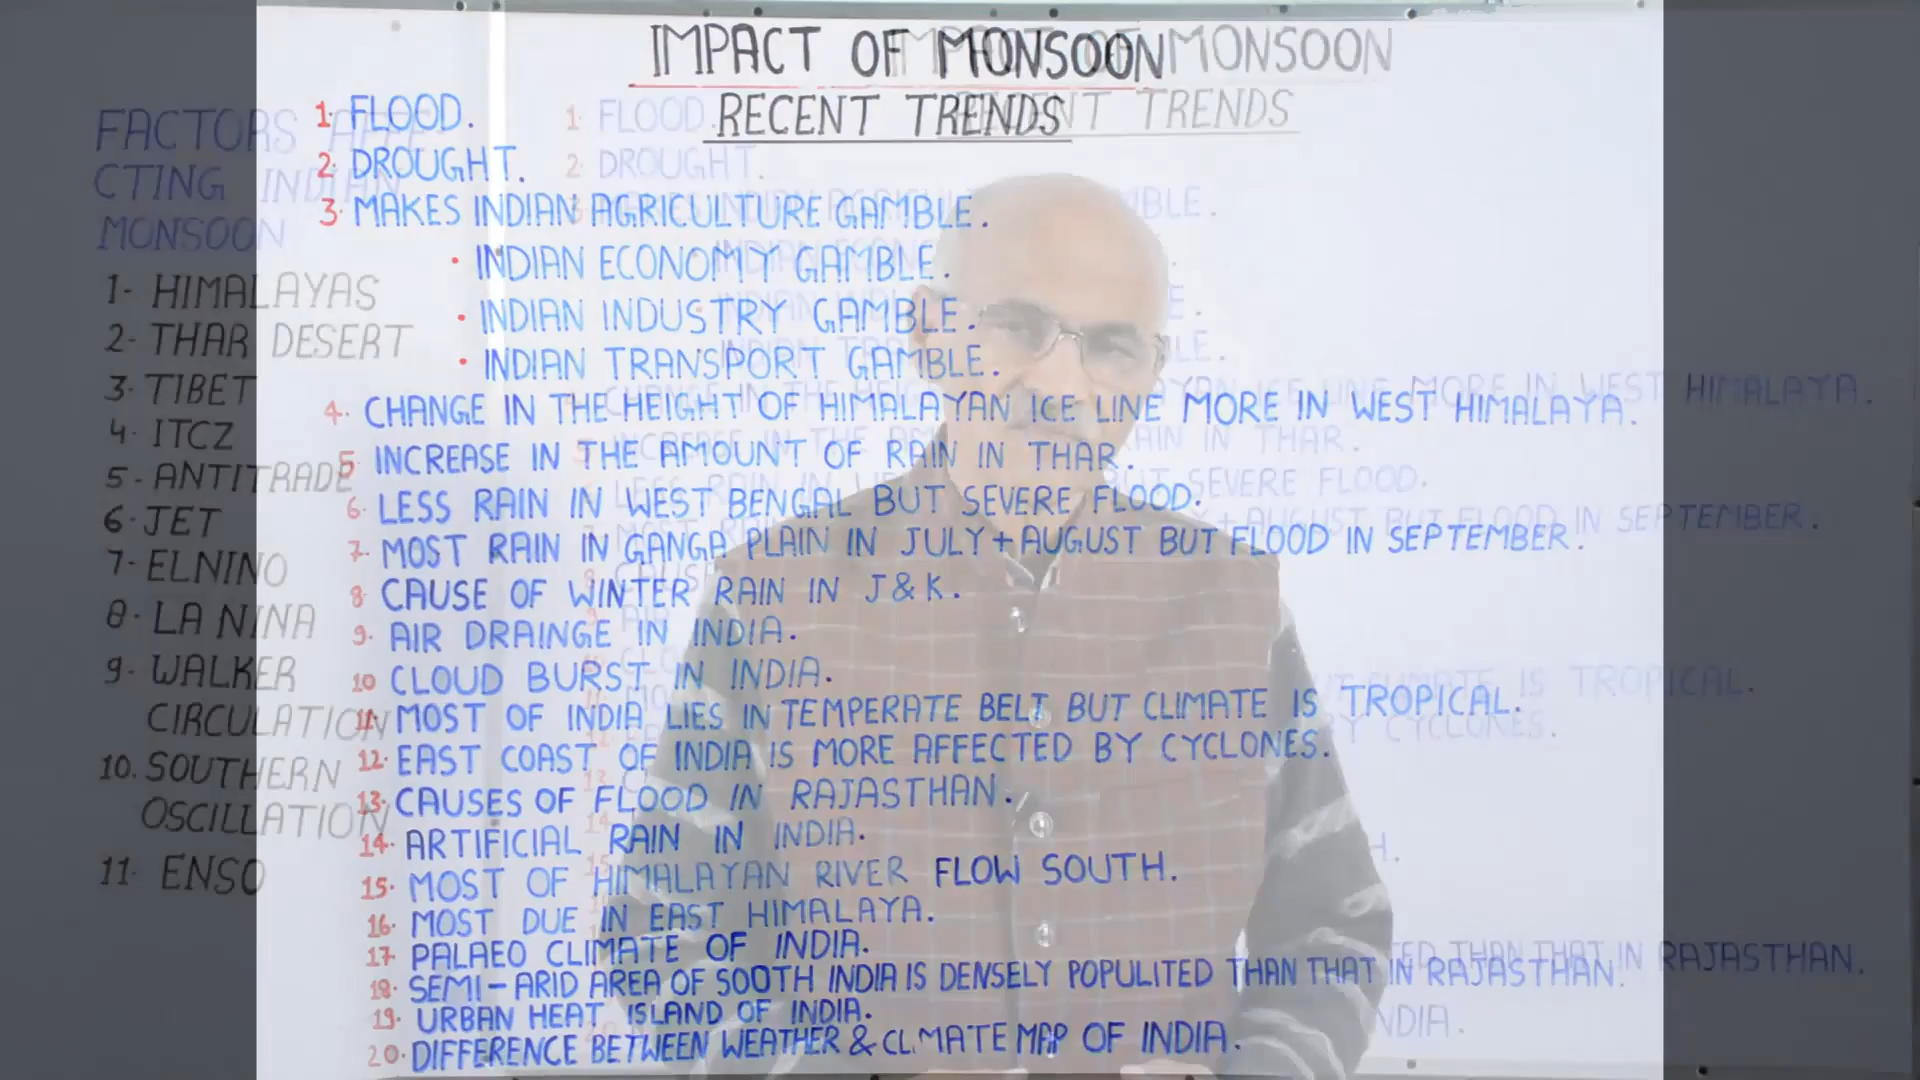 IMPACT OF MONSOON
RECENT TRENDS
1. FLOOD.
2. DROUGHT.
3. MAKES INDIAN AGRICULTURE GAMBLE.
• INDIAN ECONOMY GAMBLE.
• INDIAN INDUSTRY GAMBLE.
• INDIAN TRANSPORT GAMBLE.
4. CHANGE IN THE HEIGHT OF HIMALAYAN ICE LINE MORE IN WEST HIMALAYA.
5. INCREASE IN THE AMOUNT OF RAIN IN THAR.
6. LESS RAIN IN WEST BENGAL BUT SEVERE FLOOD.
7. MOST RAIN IN GANGA PLAIN IN JULY + AUGUST BUT FLOOD IN SEPTEMBER.
8. CAUSE OF WINTER RAIN IN J & K.
9. AIR DRAINGE IN INDIA.
10 CLOUD BURST IN INDIA.
11. MOST OF INDIA LIES IN TEMPERATE BELT BUT CLIMATE IS TROPICAL.
12. EAST COAST OF INDIA IS MORE AFFECTED BY CYCLONES.
13. CAUSES OF FLOOD IN RAJASTHAN.
14. ARTIFICIAL RAIN IN INDIA.
15. MOST OF HIMALAYAN RIVER FLOW SOUTH.
16. MOST DUE IN EAST HIMALAYA.
17. PALAEO CLIMATE OF INDIA.
18. SEMI-ARID AREA OF SOOTH INDIA IS DENSELY POPULITED THAN THAT IN RAJASTHAN.
19. URBAN HEAT ISLAND OF INDIA.
20. DIFFERENCE BETWEEN WEATHER & CLIMATE MAP OF INDIA.
FACTORS AFFE
CTING INDIAN
MONSOON
1- HIMALAYAS
2- THAR DESERT
3- TIBET
4- ITCZ
5- ANTITRADE
6- JET
7- ELNINO
8- LA NINA
9- WALKER
CIRCULATION
10. SOUTHERN
OSCILLATION
11- ENSO